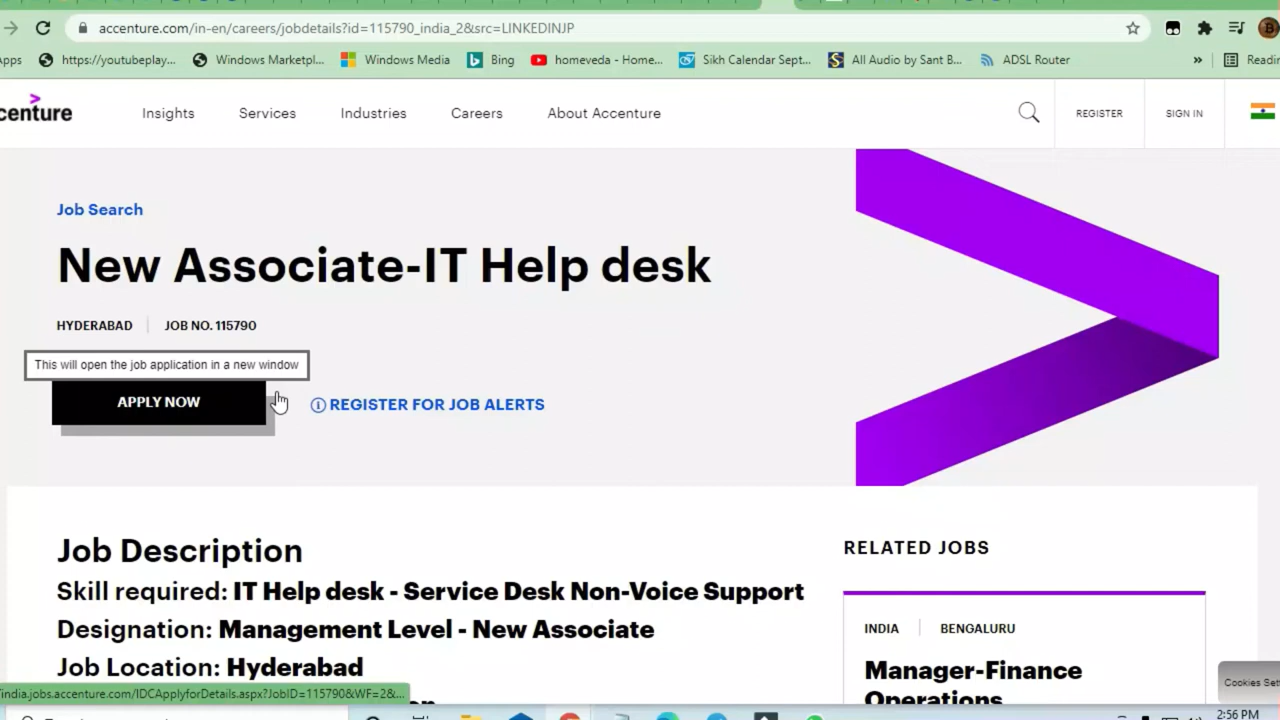 accenture.com/in-en/careers/jobdetails?id=115790_india_2&src=LINKEDINJP
pps https://youtubeplay... Windows Marketpl... Windows Media Bing homeveda - Home... Sikh Calendar Sept... All Audio by Sant B... ADSL Router » Readin
centure Insights Services Industries Careers About Accenture REGISTER SIGN IN
Job Search
New Associate-IT Help desk
HYDERABAD JOB NO. 115790
This will open the job application in a new window
APPLY NOW REGISTER FOR JOB ALERTS
Job Description
Skill required: IT Help desk - Service Desk Non-Voice Support
Designation: Management Level - New Associate
Job Location: Hyderabad
RELATED JOBS
INDIA BENGALURU
Manager-Finance
Operations
Cookies Set
india.jobs.accenture.com/IDCApplyforDetails.aspx?JobID=115790&WF=2&...
2:56 PM